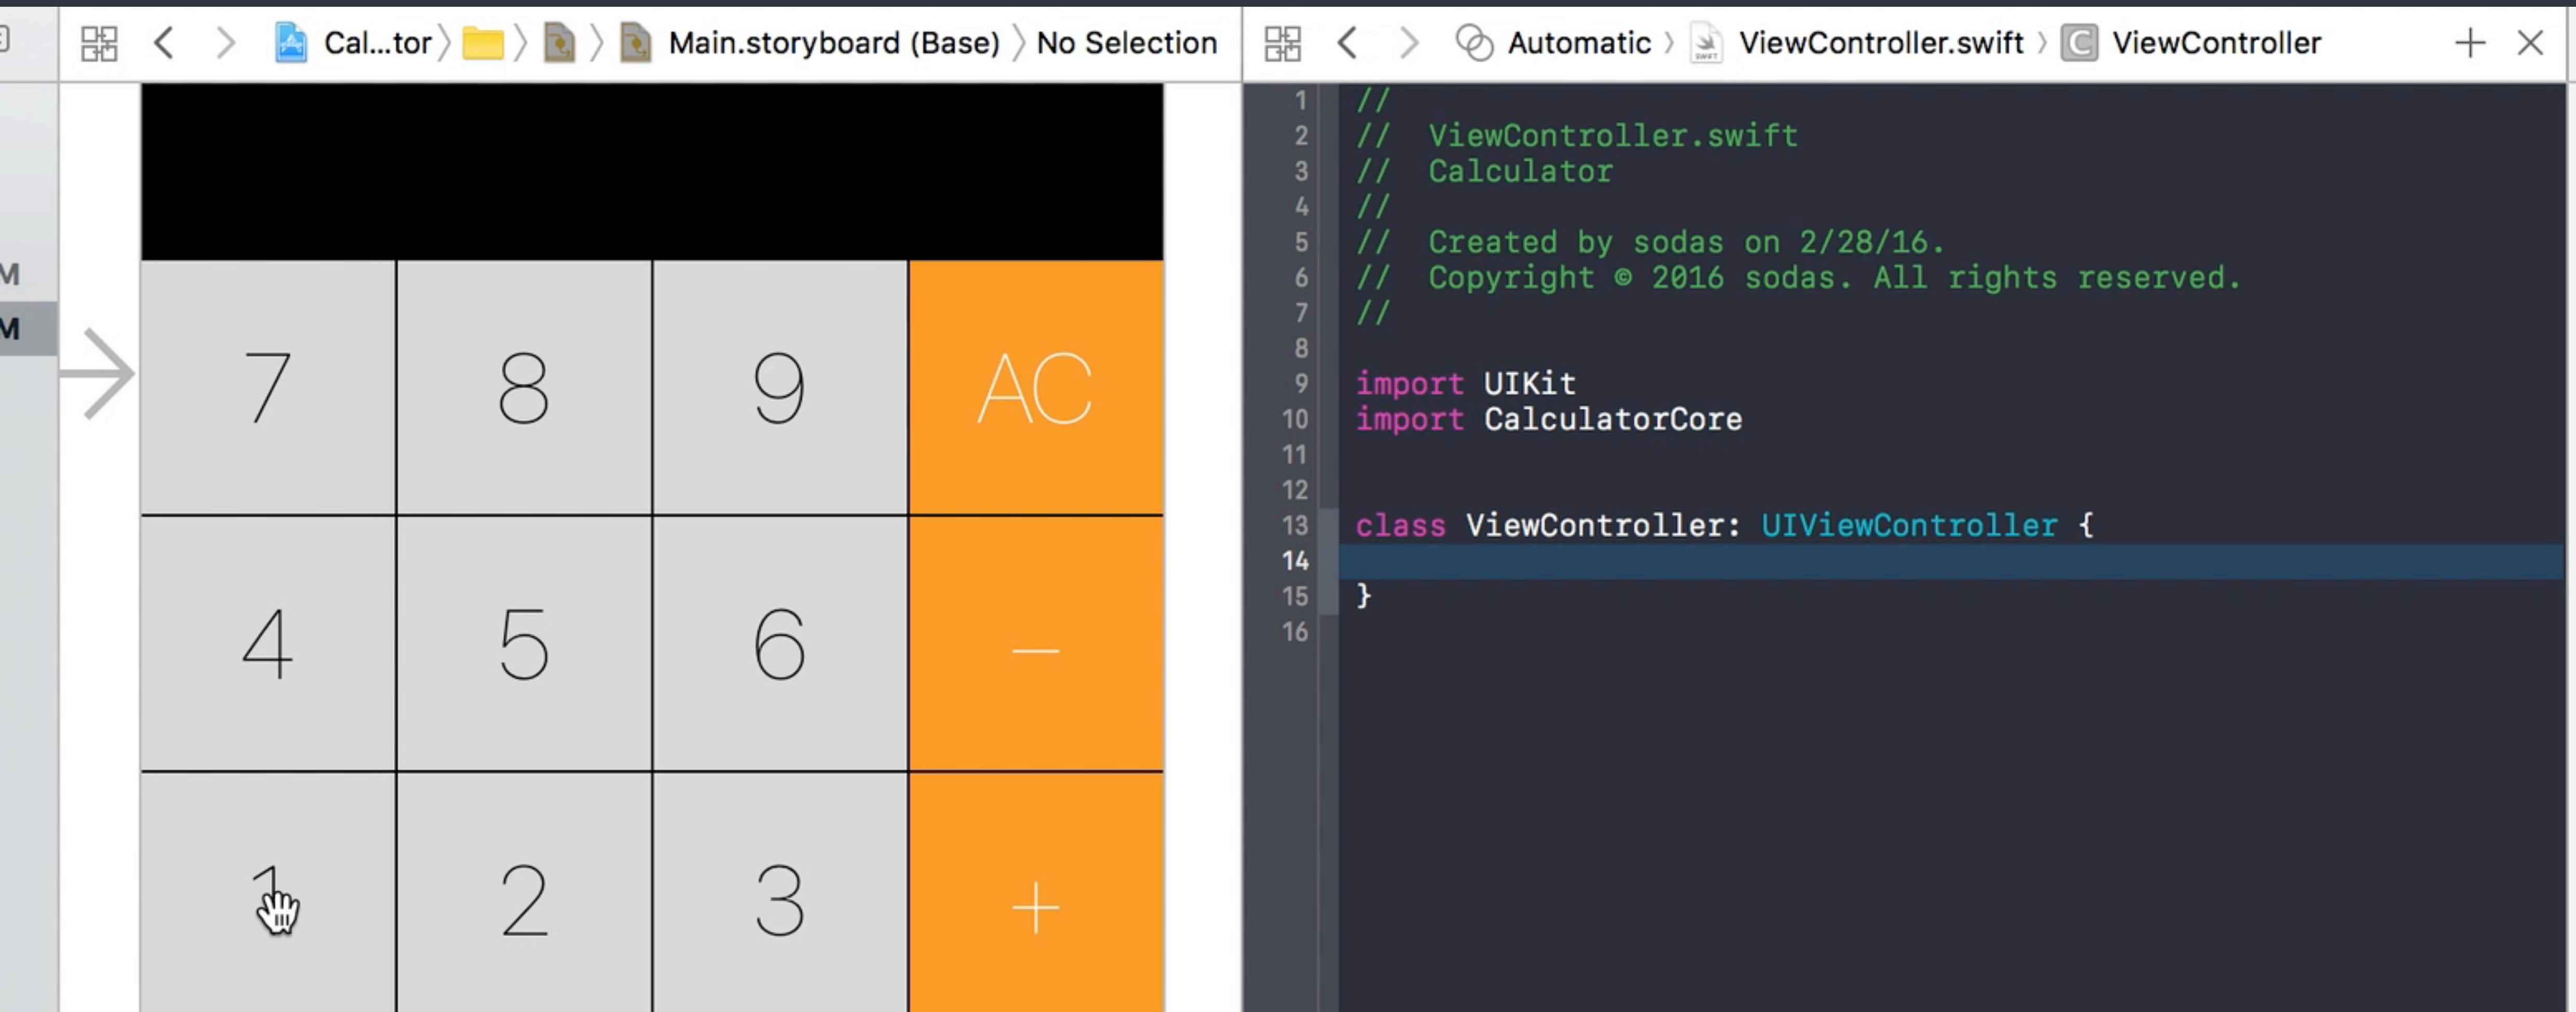 Cal...tor Main.storyboard (Base) No Selection
Automatic ViewController.swift C ViewController
M
M
7 8 9 AC
4 5 6 −
1 2 3 +
1 //
2 //  ViewController.swift
3 //  Calculator
4 //
5 //  Created by sodas on 2/28/16.
6 //  Copyright © 2016 sodas. All rights reserved.
7 //
8
9 import UIKit
10 import CalculatorCore
11
12
13 class ViewController: UIViewController {
14
15 }
16